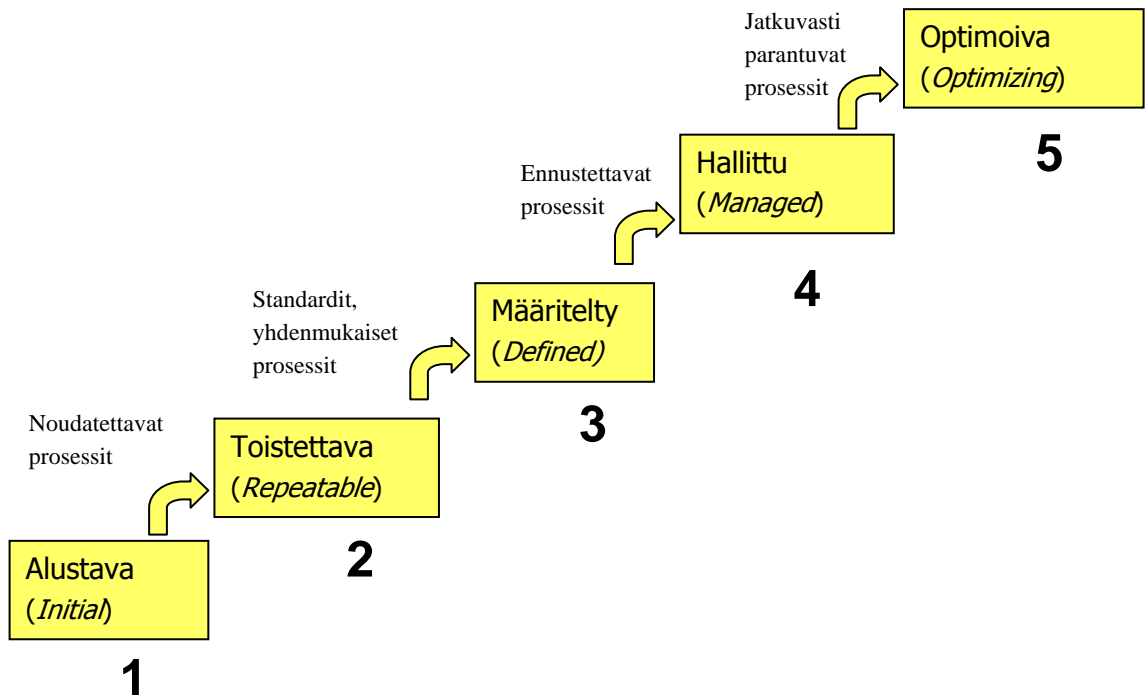 Jatkuvasti
parantuvat
prosessit
Optimoiva
(Optimizing)
5
Ennustettavat
prosessit
Hallittu
(Managed)
4
Standardit,
yhdenmukaiset
prosessit
Määritelty
(Defined)
3
Noudatettavat
prosessit
Toistettava
(Repeatable)
2
Alustava
(Initial)
1